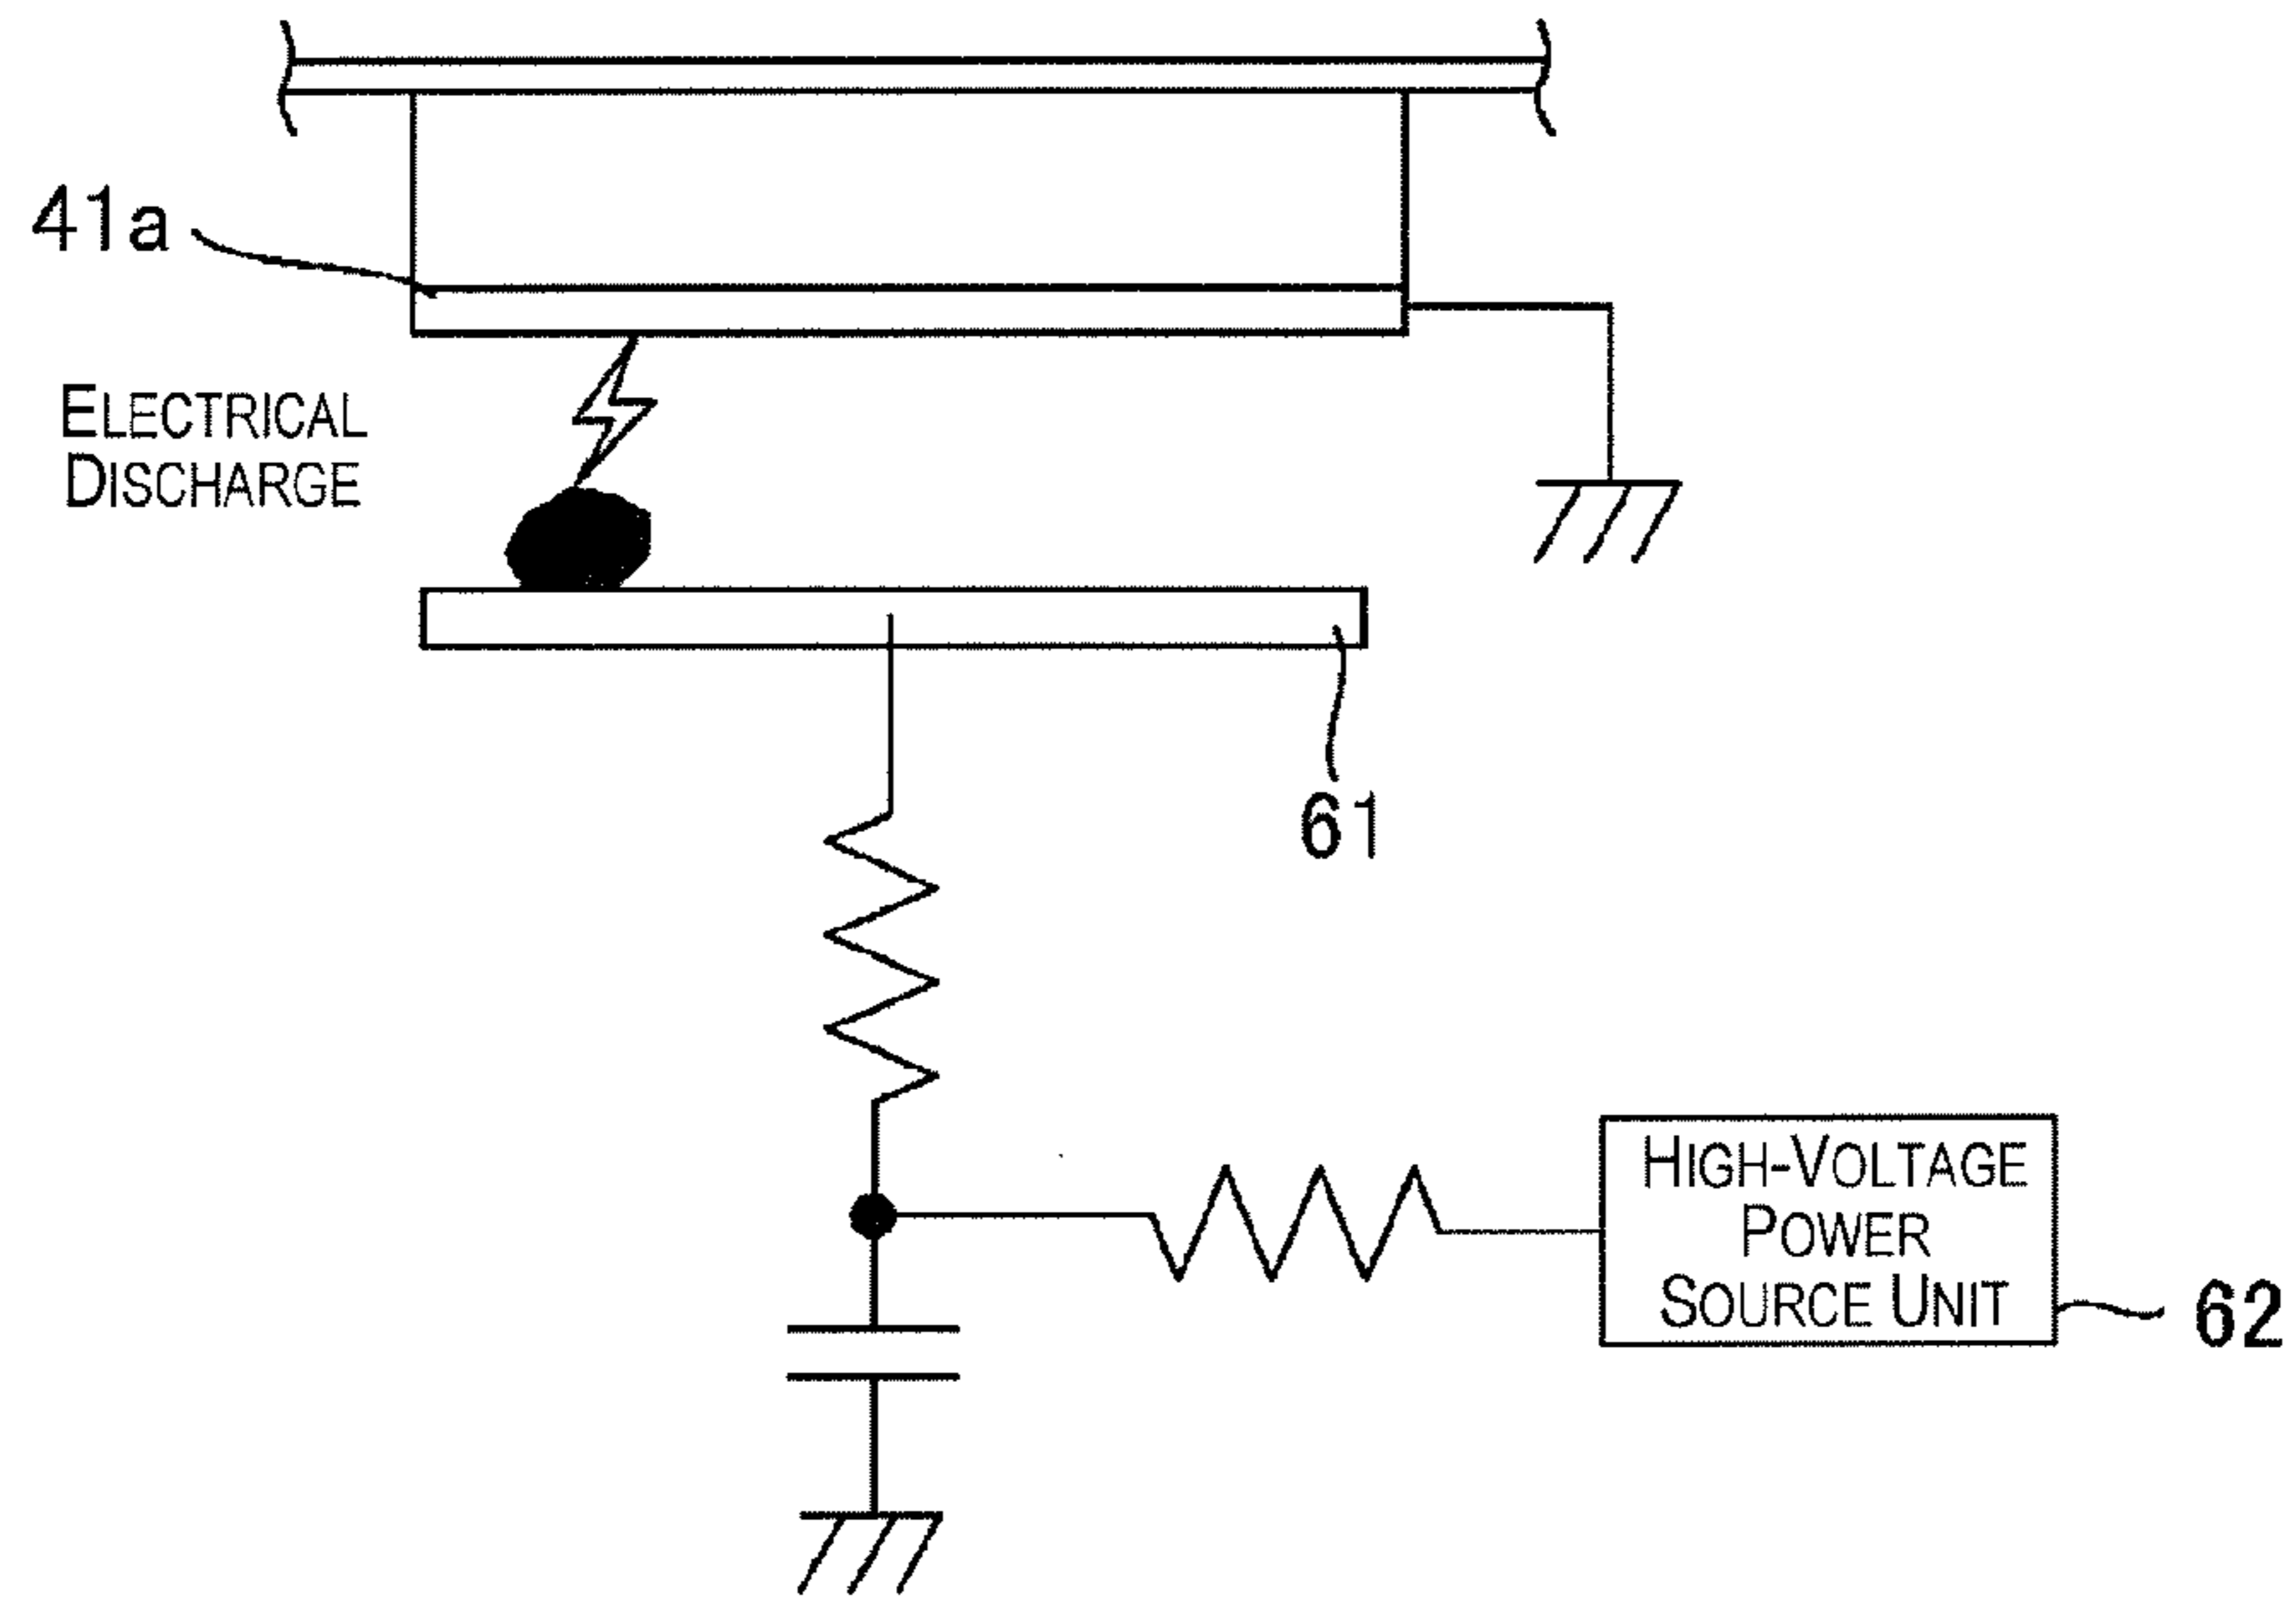 41a
ELECTRICAL
DISCHARGE
61
HIGH-VOLTAGE
POWER
SOURCE UNIT
62